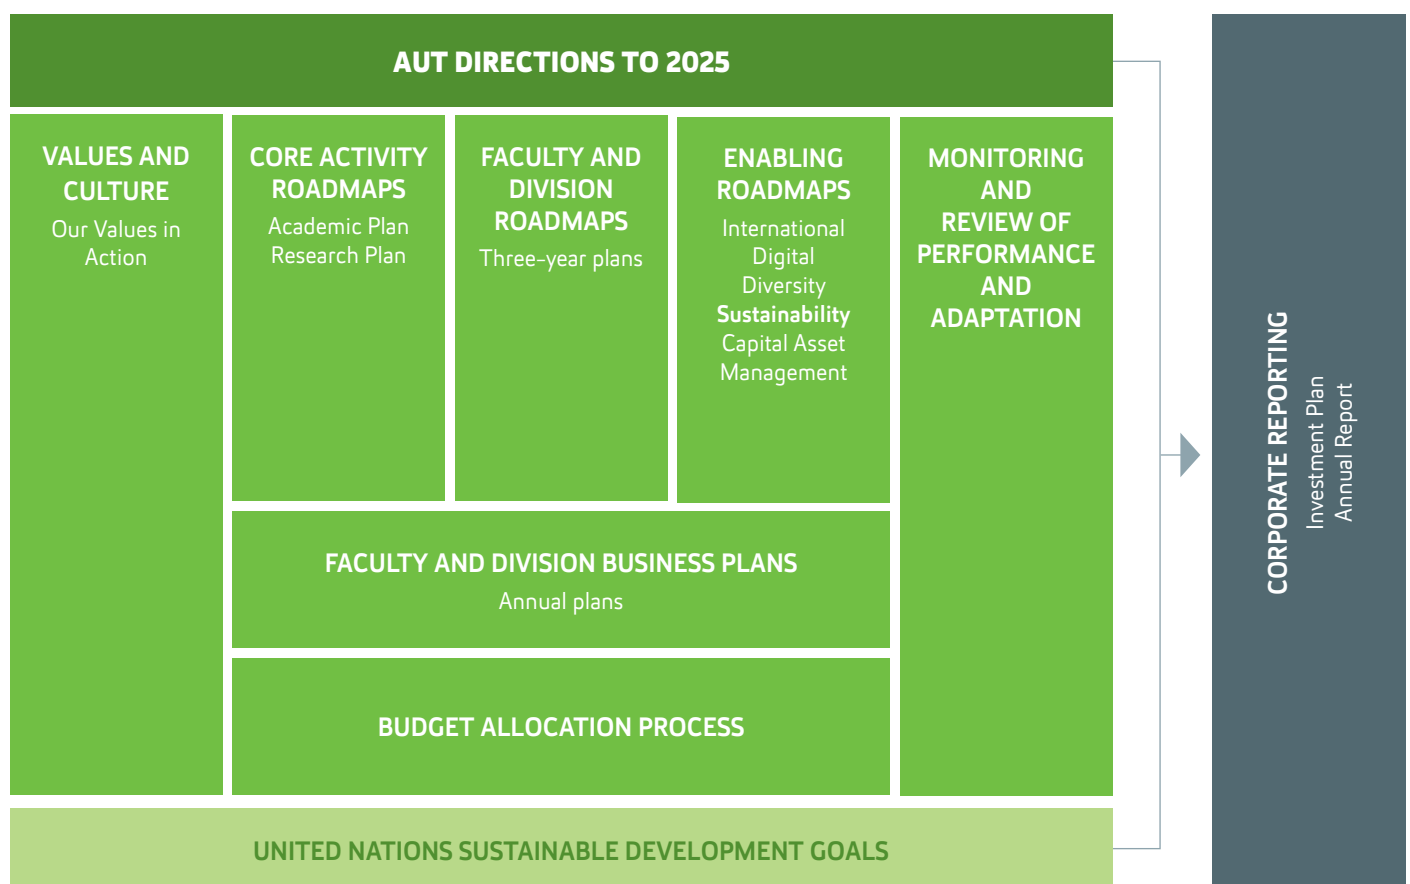 AUT DIRECTIONS TO 2025
VALUES AND
CULTURE
Our Values in
Action
CORE ACTIVITY
ROADMAPS
Academic Plan
Research Plan
FACULTY AND
DIVISION
ROADMAPS
Three-year plans
ENABLING
ROADMAPS
International
Digital
Diversity
Sustainability
Capital Asset
Management
MONITORING
AND
REVIEW OF
PERFORMANCE
AND
ADAPTATION
FACULTY AND DIVISION BUSINESS PLANS
Annual plans
BUDGET ALLOCATION PROCESS
UNITED NATIONS SUSTAINABLE DEVELOPMENT GOALS
CORPORATE REPORTING
Investment Plan
Annual Report